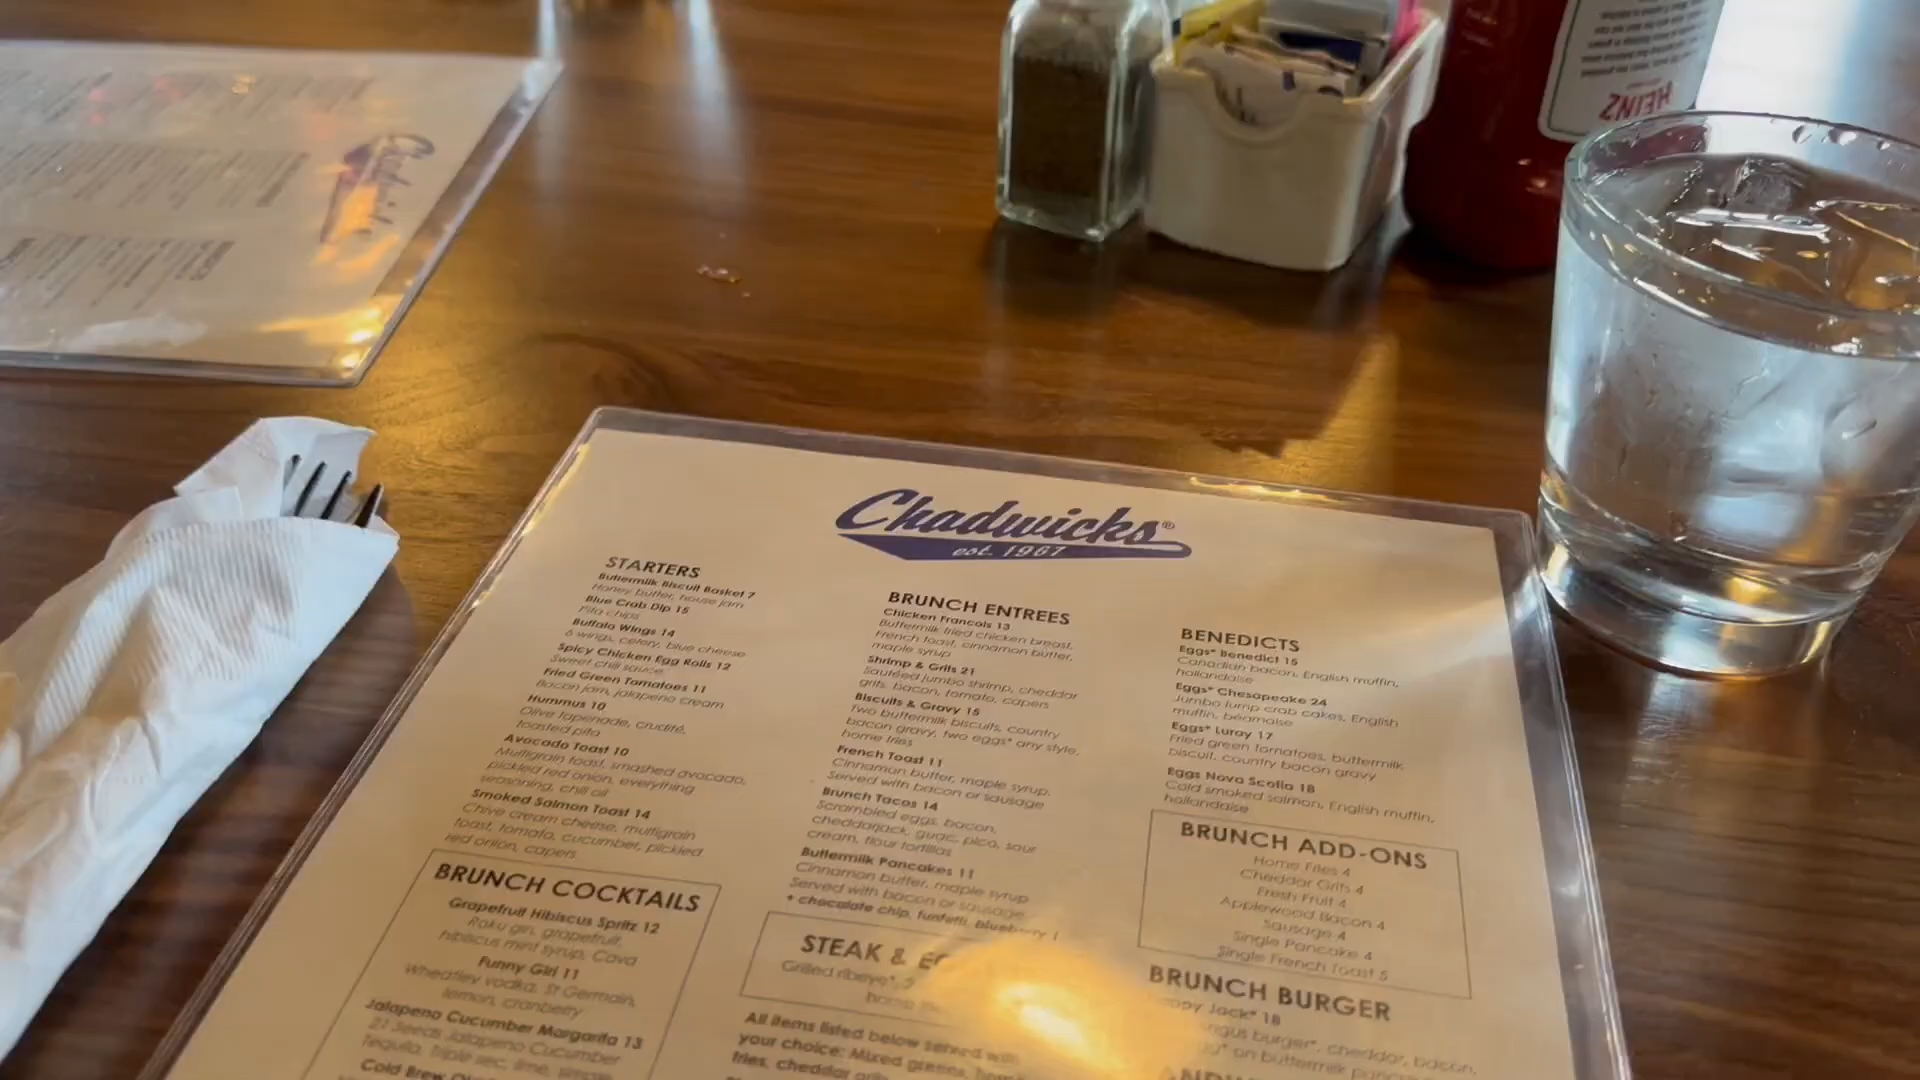 HEINZ
Chadwicks®
est. 1967
STARTERS
Buttermilk Biscuit Basket 7
Honey butter, house jam
Blue Crab Dip 15
Pita chips
Buffalo Wings 14
6 wings, celery, blue cheese
Spicy Chicken Egg Rolls 12
Sweet chili sauce
Fried Green Tomatoes 11
Bacon jam, jalapeno cream
Hummus 10
Olive tapenade, crudité,
toasted pita
Avocado Toast 10
Multigrain toast, smashed avocado,
pickled red onion, everything
seasoning, chili oil
Smoked Salmon Toast 14
Chive cream cheese, multigrain
toast, tomato, cucumber, pickled
red onion, capers
BRUNCH COCKTAILS
Grapefruit Hibiscus Spritz 12
Roku gin, grapefruit,
hibiscus mint syrup, Cava
Funny Girl 11
Wheatley vodka, St Germain,
lemon, cranberry
Jalapeno Cucumber Margarita 13
21 Seeds Jalapeno Cucumber
Tequila, triple sec, lime, simple
Cold Brew
BRUNCH ENTREES
Chicken Francois 13
Buttermilk fried chicken breast,
French toast, cinnamon butter,
maple syrup
Shrimp & Grits 21
Sautéed jumbo shrimp, cheddar
grits, bacon, tomato, capers
Biscuits & Gravy 15
Two buttermilk biscuits, country
bacon gravy, two eggs* any style,
home fries
French Toast 11
Cinnamon butter, maple syrup.
Served with bacon or sausage
Brunch Tacos 14
Scrambled eggs, bacon,
cheddarjack, guac, pico, sour
cream, flour tortillas
Buttermilk Pancakes 11
Cinnamon butter, maple syrup
Served with bacon or sausage
+ chocolate chip, funfetti, blueberry 1
STEAK &
Grilled ribeye*,
home
All items listed below served with
your choice: Mixed greens,
fries, cheddar grits
BENEDICTS
Eggs* Benedict 15
Canadian bacon, English muffin,
hollandaise
Eggs* Chesapeake 24
Jumbo lump crab cakes, English
muffin, béarnaise
Eggs* Luray 17
Fried green tomatoes, buttermilk
biscuit, country bacon gravy
Eggs Nova Scotia 18
Cold smoked salmon, English muffin,
hollandaise
BRUNCH ADD-ONS
Home Fries 4
Cheddar Grits 4
Fresh Fruit 4
Applewood Bacon 4
Sausage 4
Single Pancake 4
Single French Toast 5
BRUNCH BURGER
Jack* 18
burger*, cheddar, bacon,
on buttermilk